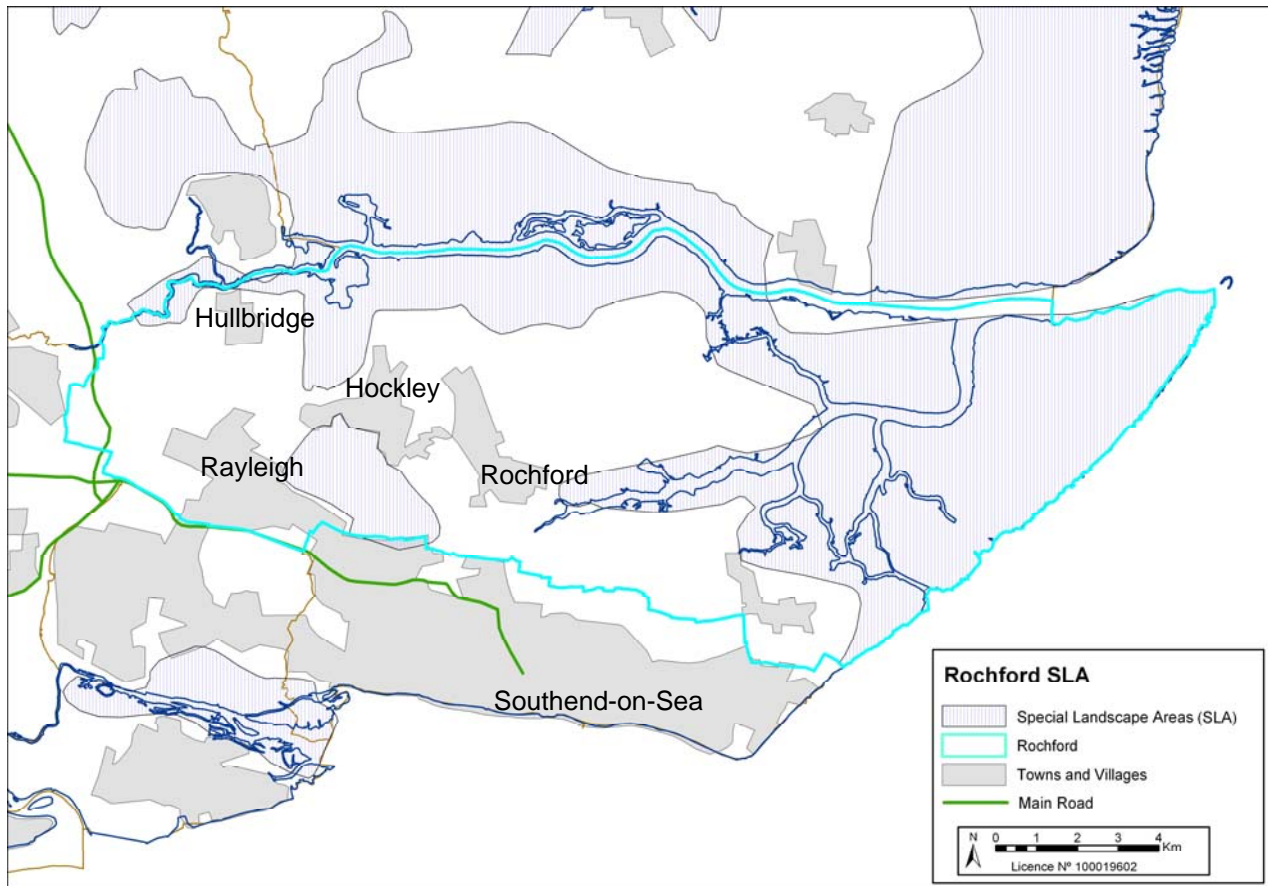 Hullbridge
Hockley
Rayleigh
Rochford
Southend-on-Sea
Rochford SLA
Special Landscape Areas (SLA)
Rochford
Towns and Villages
Main Road
N 0 1 2 3 4
Km
Licence Nº 100019602